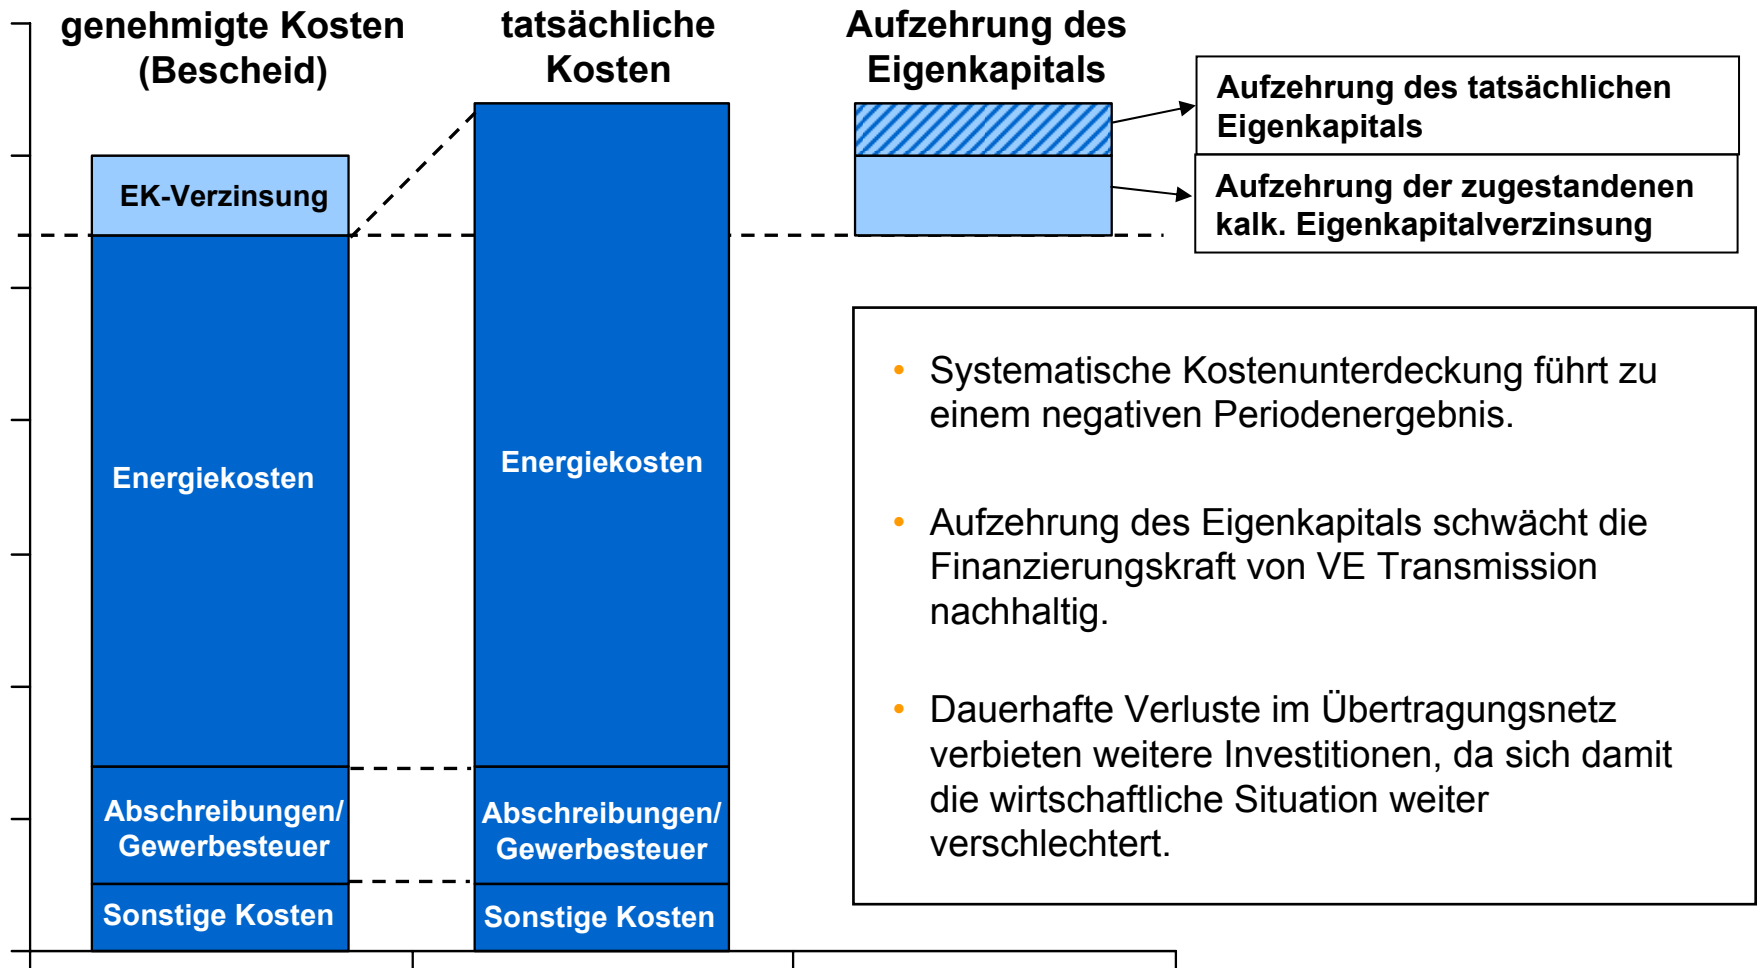 genehmigte Kosten
(Bescheid)
tatsächliche
Kosten
Aufzehrung des
Eigenkapitals
Aufzehrung des tatsächlichen
Eigenkapitals
Aufzehrung der zugestandenen
kalk. Eigenkapitalverzinsung
EK-Verzinsung
Energiekosten
Abschreibungen/
Gewerbesteuer
Sonstige Kosten
Energiekosten
Abschreibungen/
Gewerbesteuer
Sonstige Kosten
• Systematische Kostenunterdeckung führt zu
einem negativen Periodenergebnis.
• Aufzehrung des Eigenkapitals schwächt die
Finanzierungskraft von VE Transmission
nachhaltig.
• Dauerhafte Verluste im Übertragungsnetz
verbieten weitere Investitionen, da sich damit
die wirtschaftliche Situation weiter
verschlechtert.